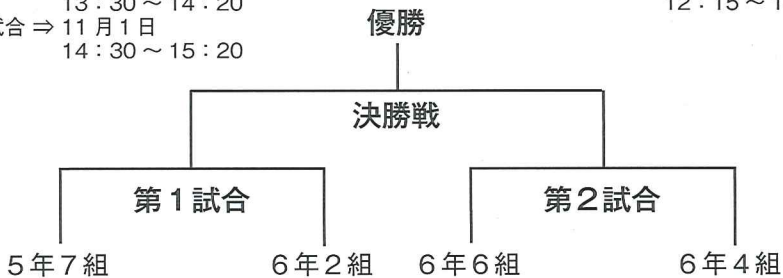 13：30～14：20
試合 ⇒ 11月1日
14：30～15：20
12：15～1
優勝
決勝戦
第1試合
第2試合
5年7組
6年2組
6年6組
6年4組